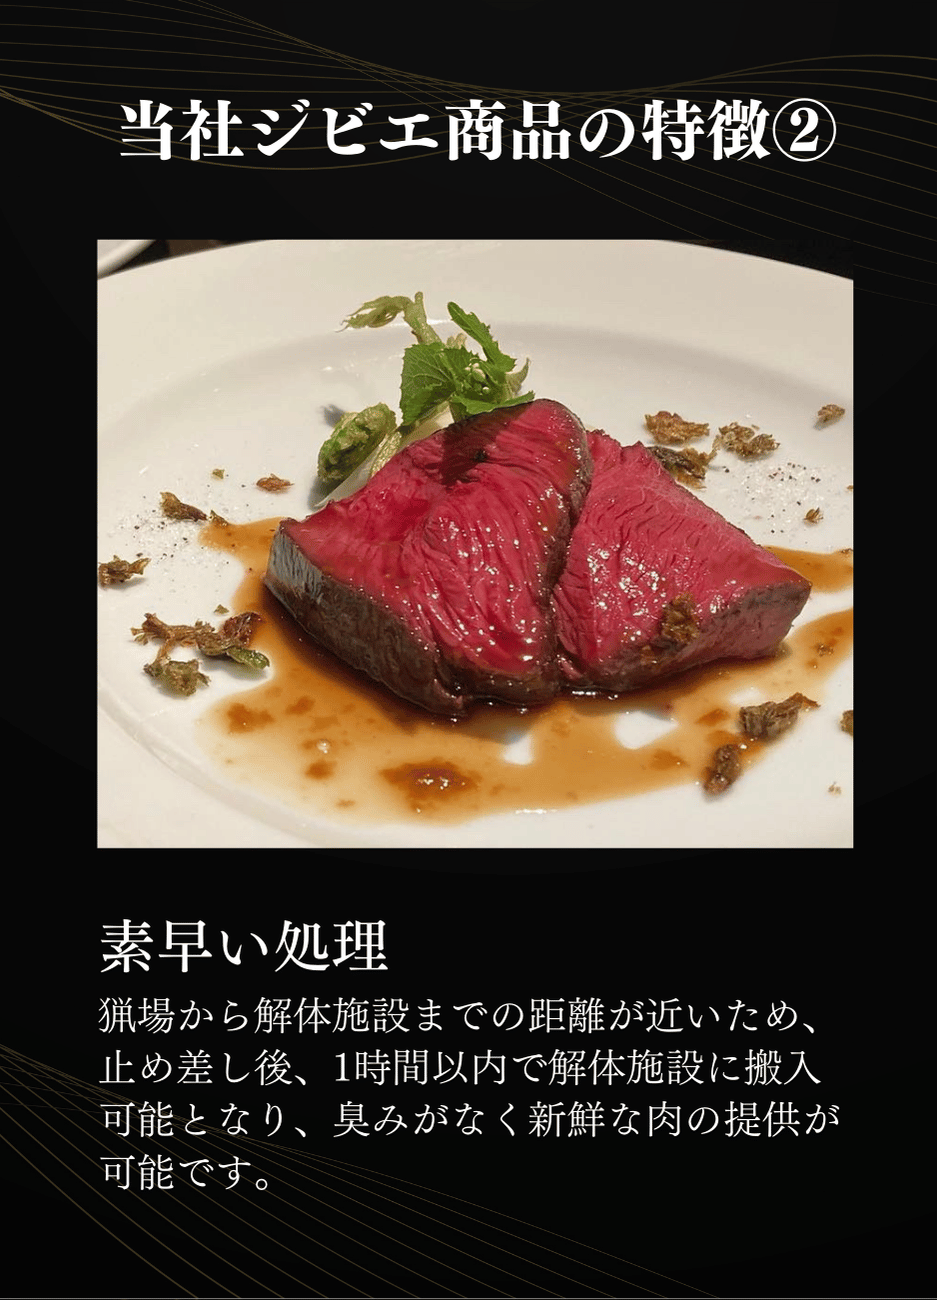 当社ジビエ商品の特徴②
素早い処理
猟場から解体施設までの距離が近いため、
止め差し後、1時間以内で解体施設に搬入
可能となり、臭みがなく新鮮な肉の提供が
可能です。